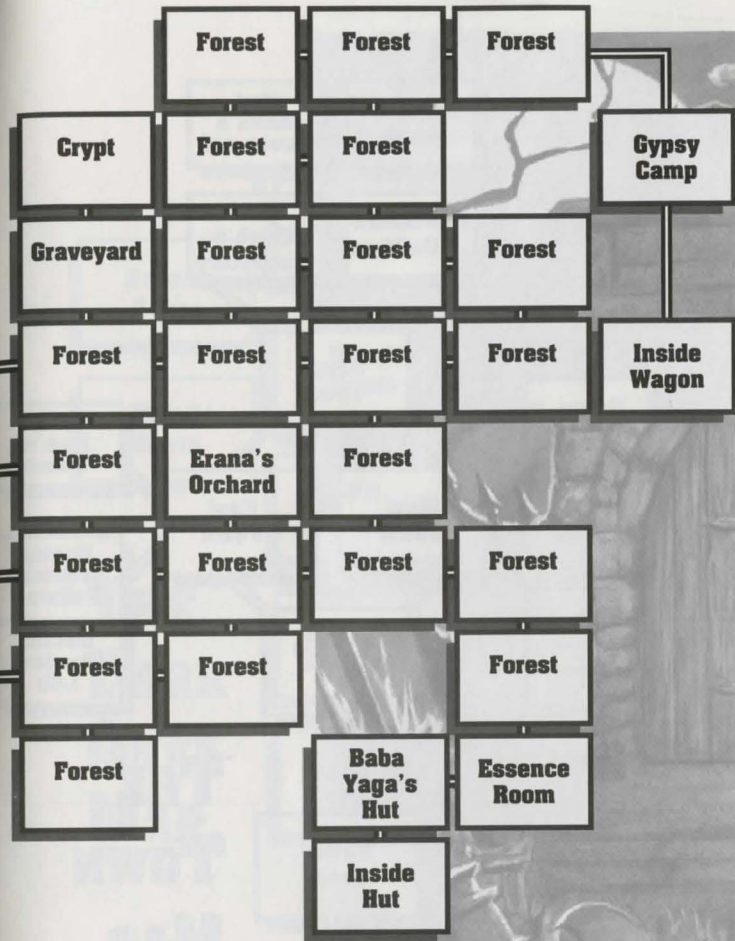 Forest
Forest
Forest
Crypt
Forest
Forest
Gypsy
Camp
Graveyard
Forest
Forest
Forest
Forest
Forest
Forest
Forest
Inside
Wagon
Forest
Erana's
Orchard
Forest
Forest
Forest
Forest
Forest
Forest
Forest
Forest
Forest
Baba
Yaga's
Hut
Essence
Room
Inside
Hut